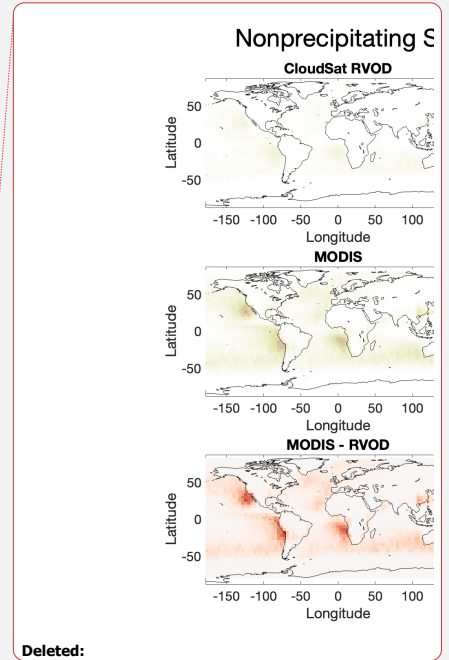 Nonprecipitating S
CloudSat RVOD
50
0
-50
Latitude
-150 -100 -50 0 50 100
Longitude
MODIS
50
0
-50
Latitude
-150 -100 -50 0 50 100
Longitude
MODIS - RVOD
50
0
-50
Latitude
-150 -100 -50 0 50 100
Longitude
Deleted: